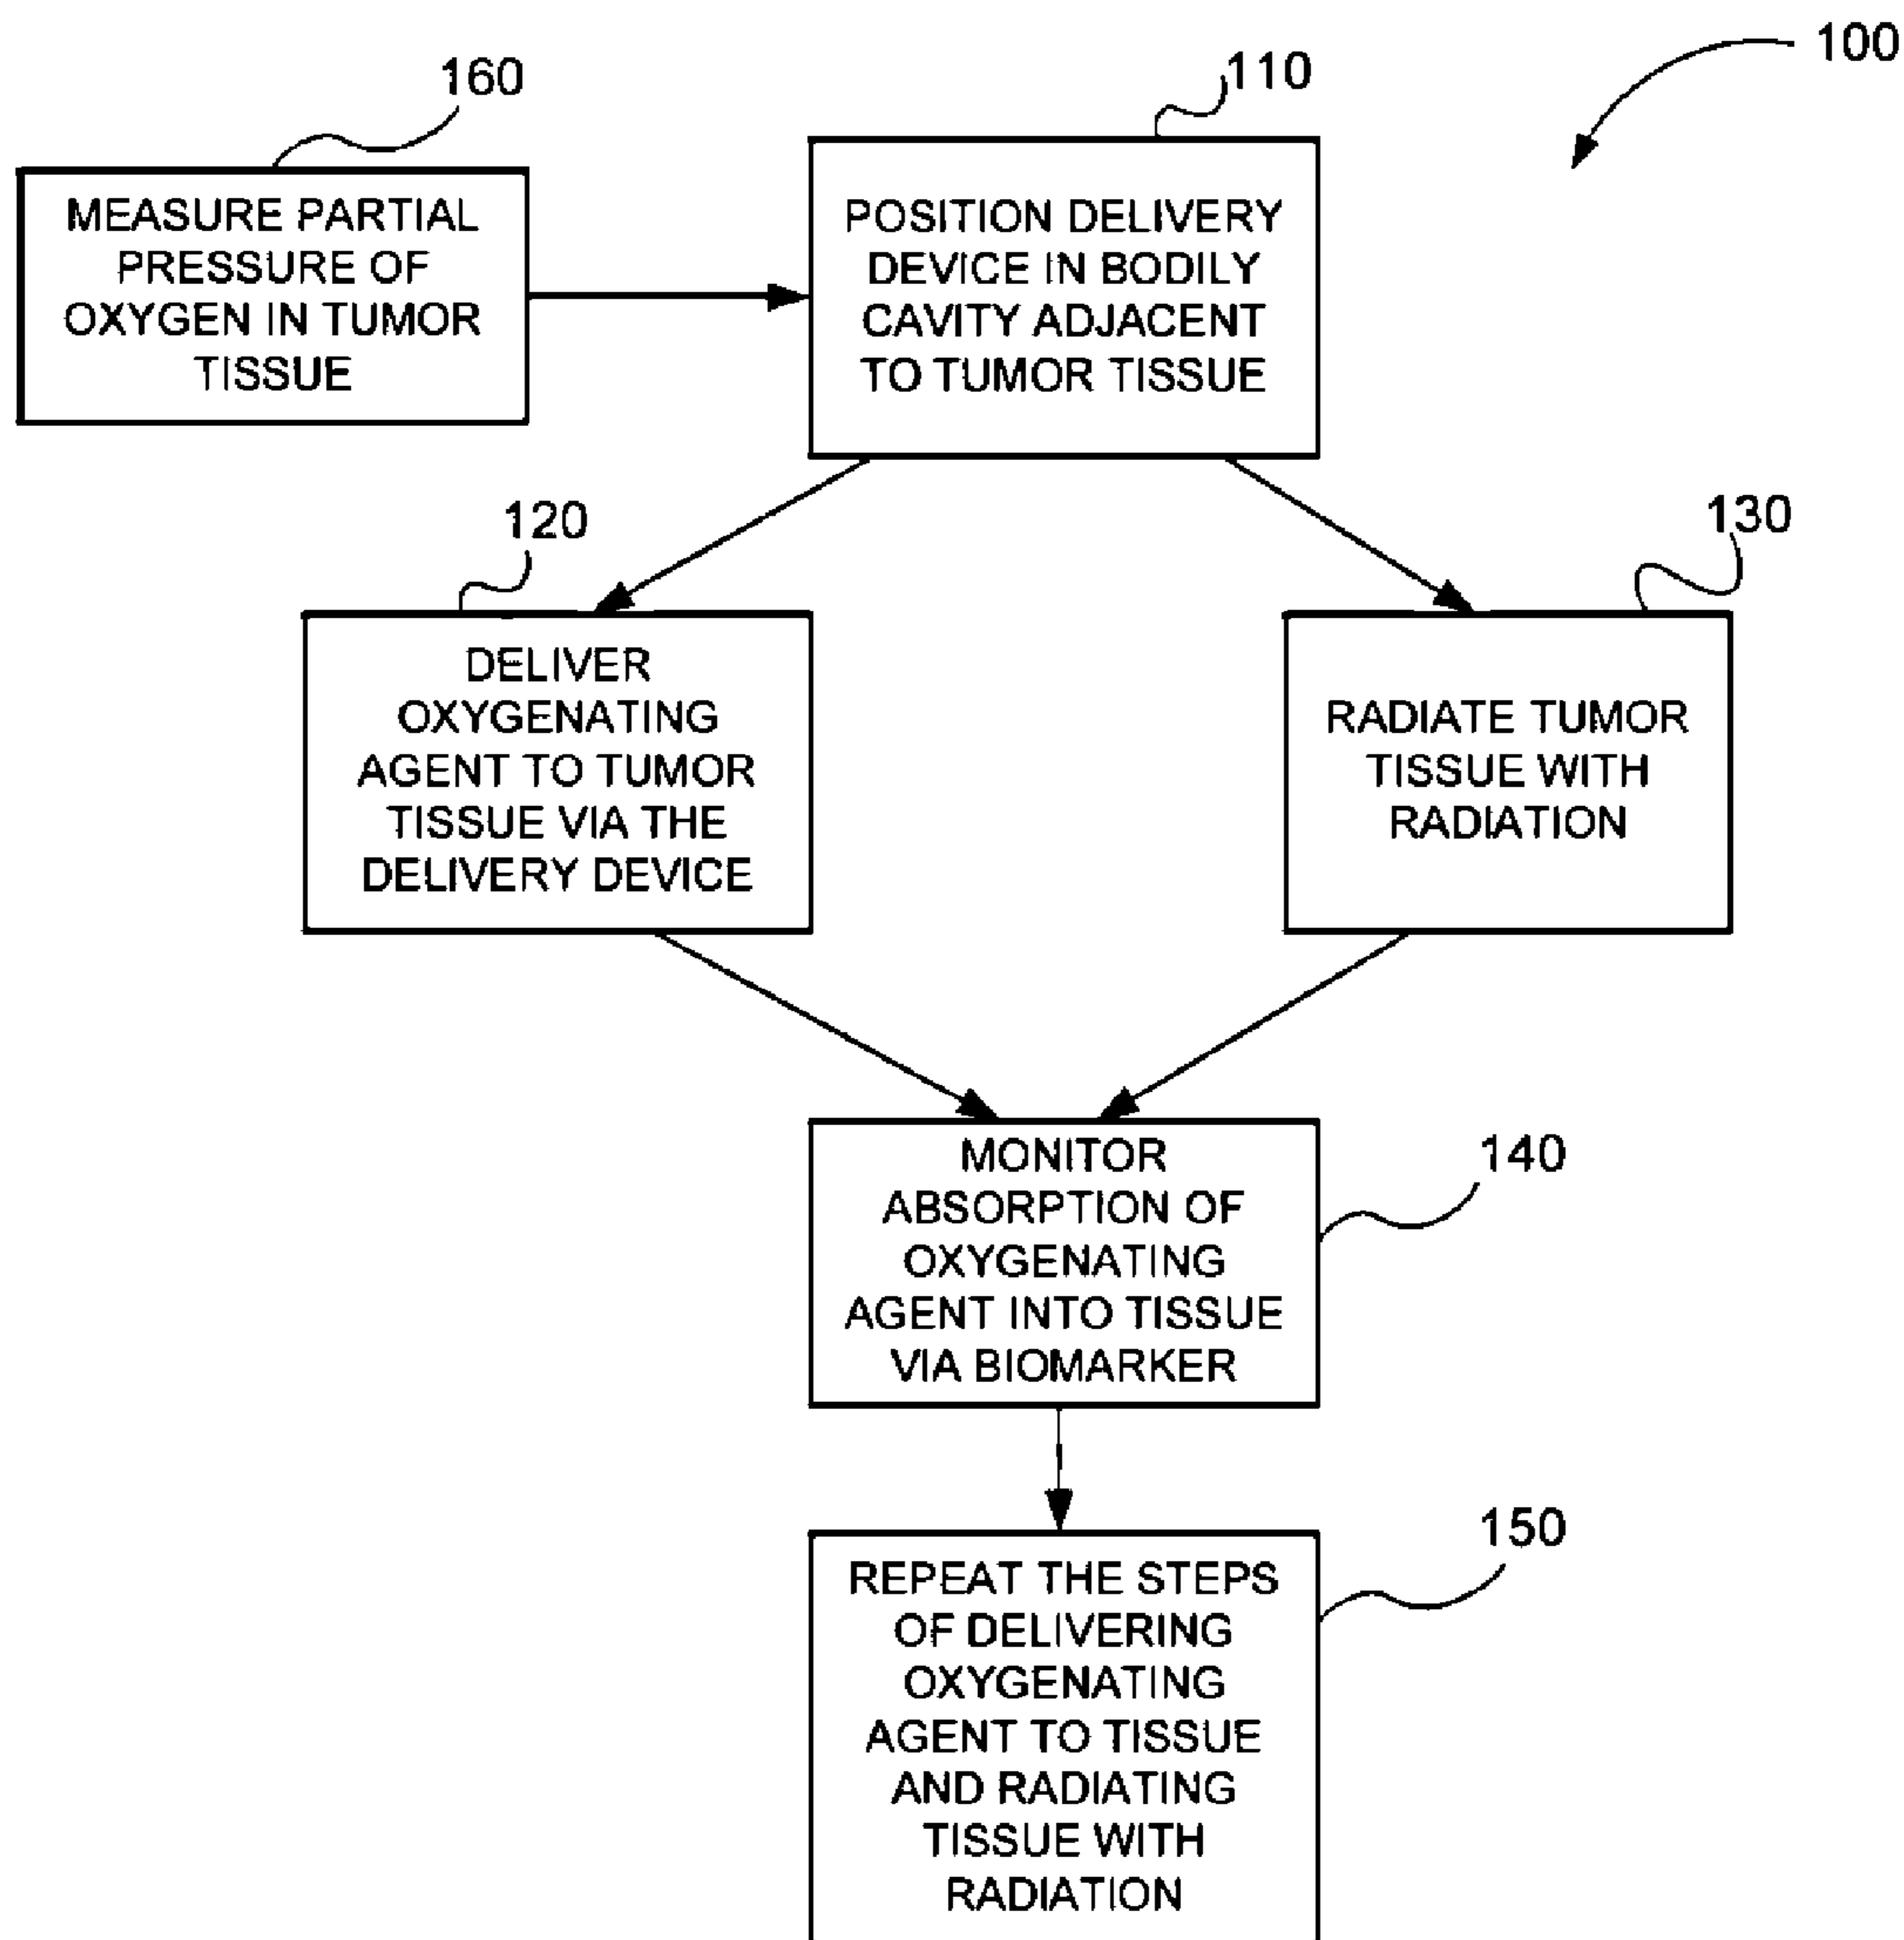 100
160
110
MEASURE PARTIAL
PRESSURE OF
OXYGEN IN TUMOR
TISSUE
POSITION DELIVERY
DEVICE IN BODILY
CAVITY ADJACENT
TO TUMOR TISSUE
120
130
DELIVER
OXYGENATING
AGENT TO TUMOR
TISSUE VIA THE
DELIVERY DEVICE
RADIATE TUMOR
TISSUE WITH
RADIATION
140
MONITOR
ABSORPTION OF
OXYGENATING
AGENT INTO TISSUE
VIA BIOMARKER
150
REPEAT THE STEPS
OF DELIVERING
OXYGENATING
AGENT TO TISSUE
AND RADIATING
TISSUE WITH
RADIATION